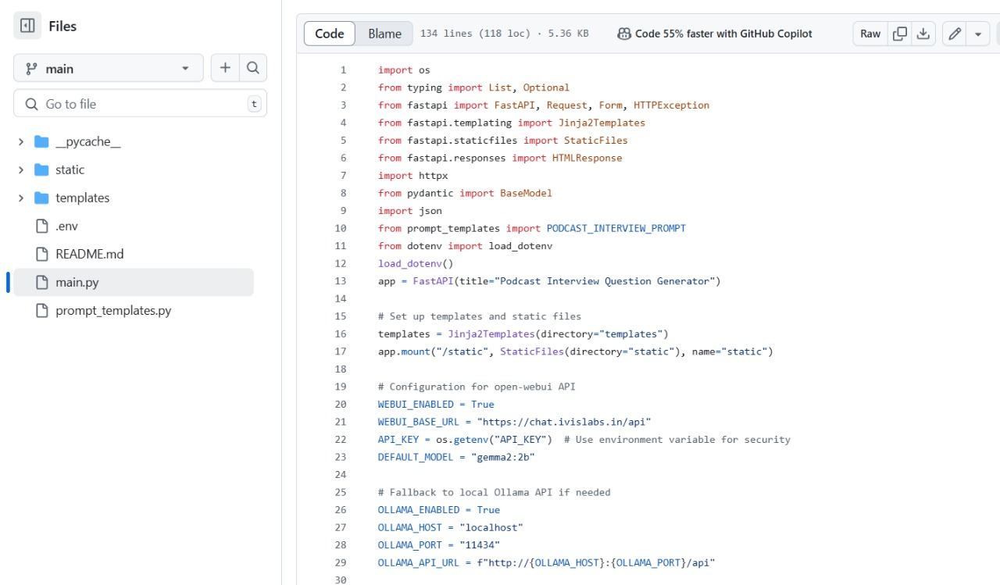 Files
main
Go to file
t
__pycache__
static
templates
.env
README.md
main.py
prompt_templates.py
Code Blame 134 lines (118 loc) · 5.36 KB Code 55% faster with GitHub Copilot Raw
1 import os
2 from typing import List, Optional
3 from fastapi import FastAPI, Request, Form, HTTPException
4 from fastapi.templating import Jinja2Templates
5 from fastapi.staticfiles import StaticFiles
6 from fastapi.responses import HTMLResponse
7 import httpx
8 from pydantic import BaseModel
9 import json
10 from prompt_templates import PODCAST_INTERVIEW_PROMPT
11 from dotenv import load_dotenv
12 load_dotenv()
13 app = FastAPI(title="Podcast Interview Question Generator")
14
15 # Set up templates and static files
16 templates = Jinja2Templates(directory="templates")
17 app.mount("/static", StaticFiles(directory="static"), name="static")
18
19 # Configuration for open-webui API
20 WEBUI_ENABLED = True
21 WEBUI_BASE_URL = "https://chat.ivislabs.in/api"
22 API_KEY = os.getenv("API_KEY")  # Use environment variable for security
23 DEFAULT_MODEL = "gemma2:2b"
24
25 # Fallback to local Ollama API if needed
26 OLLAMA_ENABLED = True
27 OLLAMA_HOST = "localhost"
28 OLLAMA_PORT = "11434"
29 OLLAMA_API_URL = f"http://{OLLAMA_HOST}:{OLLAMA_PORT}/api"
30